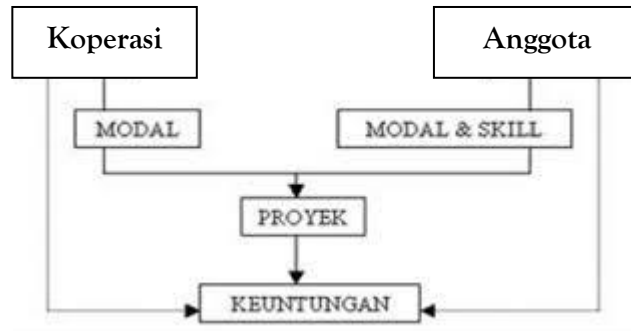 Koperasi
Anggota
MODAL
MODAL & SKILL
PROYEK
KEUNTUNGAN